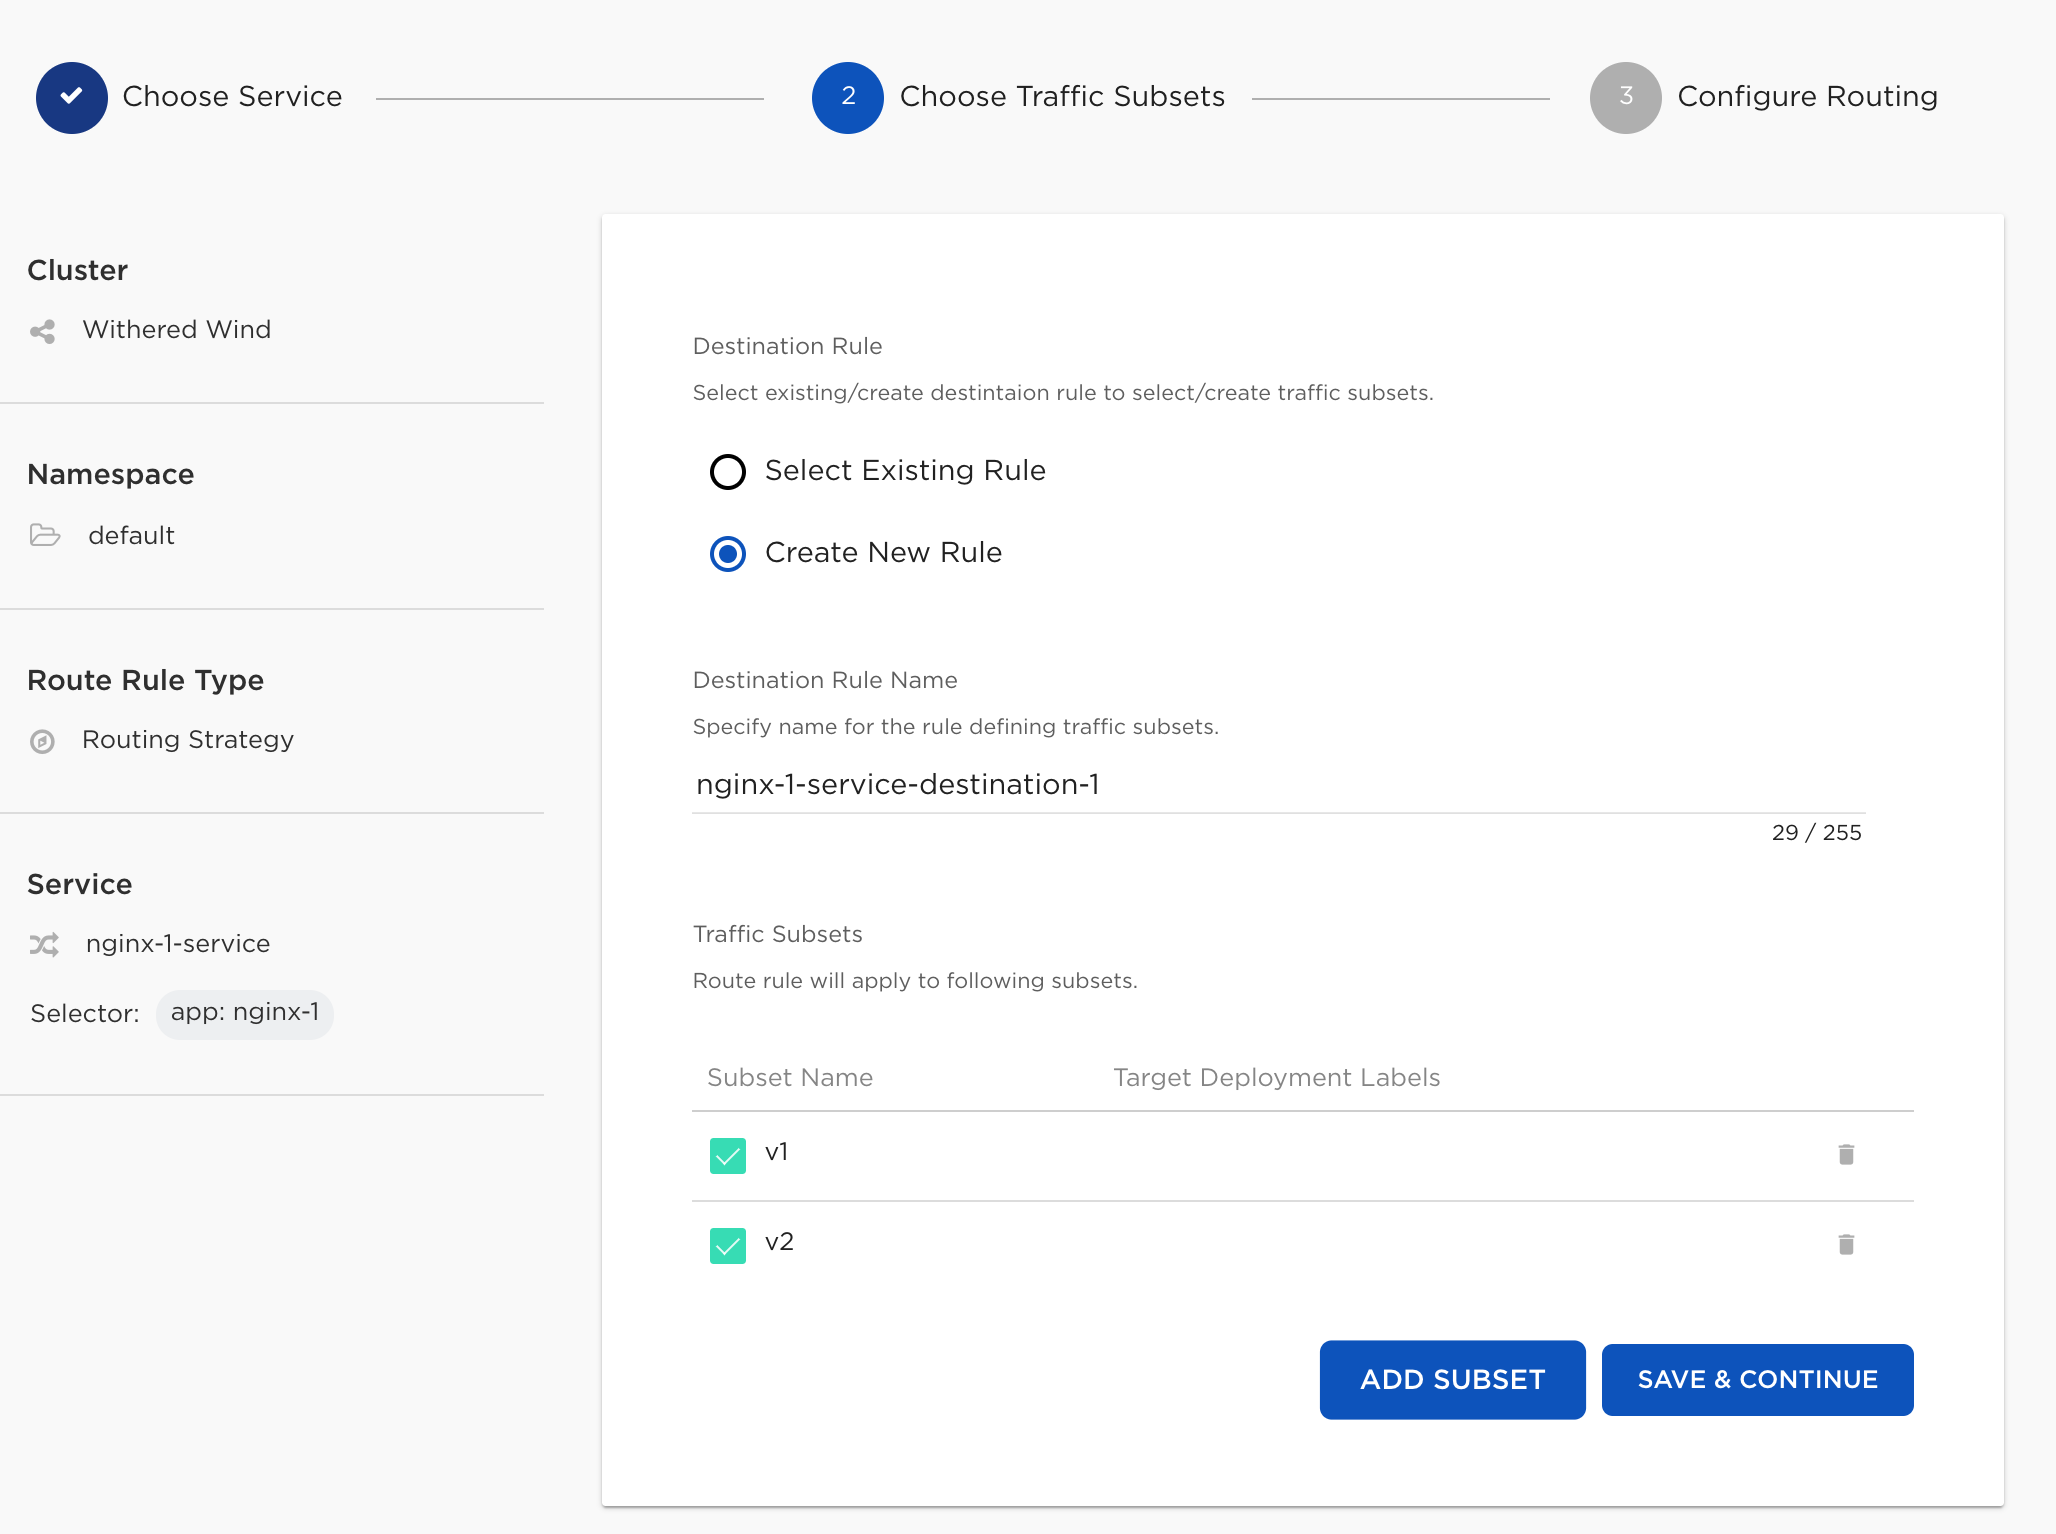 Choose Service
2 Choose Traffic Subsets
3 Configure Routing
Cluster
Withered Wind
Namespace
default
Route Rule Type
Routing Strategy
Service
nginx-1-service
Selector: app: nginx-1
Destination Rule
Select existing/create destintaion rule to select/create traffic subsets.
Select Existing Rule
Create New Rule
Destination Rule Name
Specify name for the rule defining traffic subsets.
nginx-1-service-destination-1
29 / 255
Traffic Subsets
Route rule will apply to following subsets.
Subset Name Target Deployment Labels
v1
v2
ADD SUBSET SAVE & CONTINUE